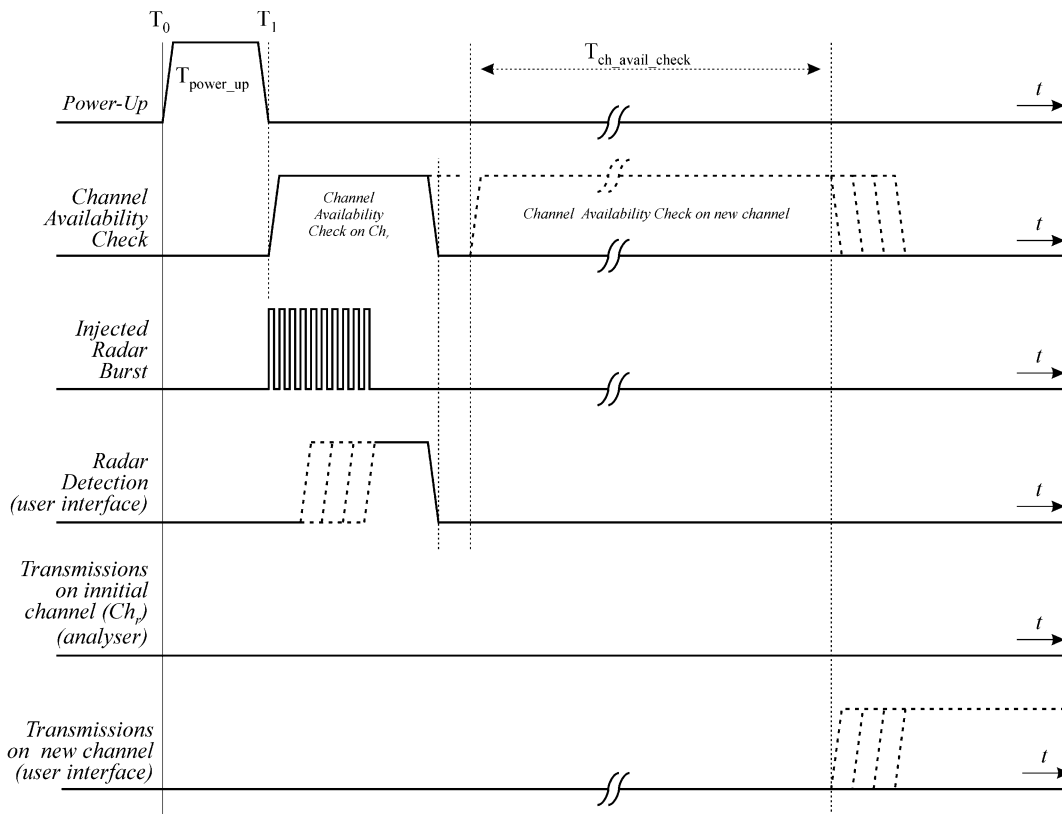 T0 T1
Tpower_up
Tch_avail_check
Power-Up
t
Channel
Availability
Check
Channel
Availability
Check on Chr
Channel Availability Check on new channel
t
Injected
Radar
Burst
t
Radar
Detection
(user interface)
t
Transmissions
on innitial
channel (Chr)
(analyser)
t
Transmissions
on new channel
(user interface)
t